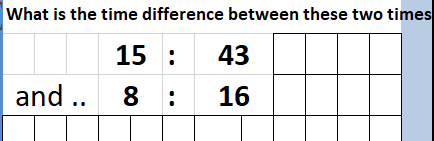 What is the time difference between these two times
15 : 43
and .. 8 : 16